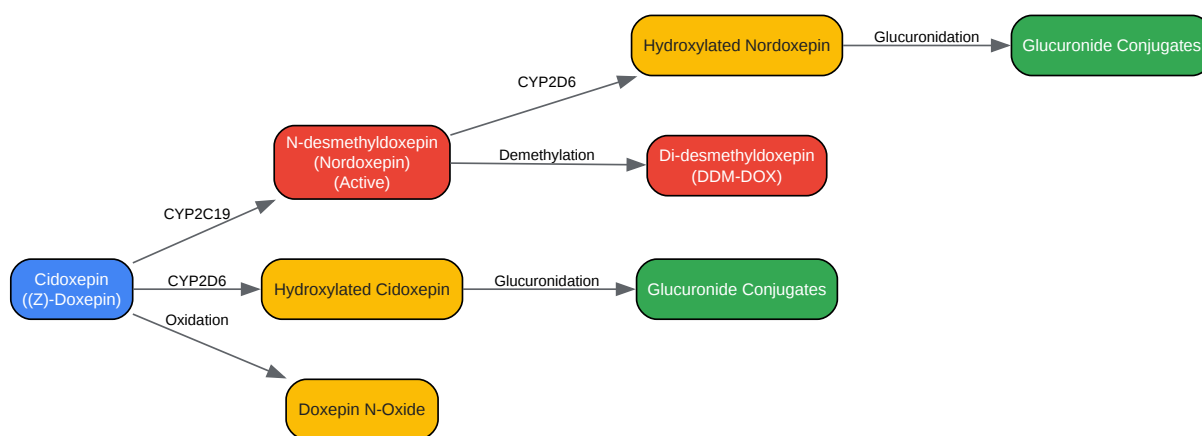 Hydroxylated Nordoxepin
Glucuronidation
Glucuronide Conjugates
CYP2D6
N-desmethyldoxepin
(Nordoxepin)
(Active)
Demethylation
Di-desmethyldoxepin
(DDM-DOX)
CYP2C19
Cidoxepin
((Z)-Doxepin)
CYP2D6
Hydroxylated Cidoxepin
Glucuronidation
Glucuronide Conjugates
Oxidation
Doxepin N-Oxide